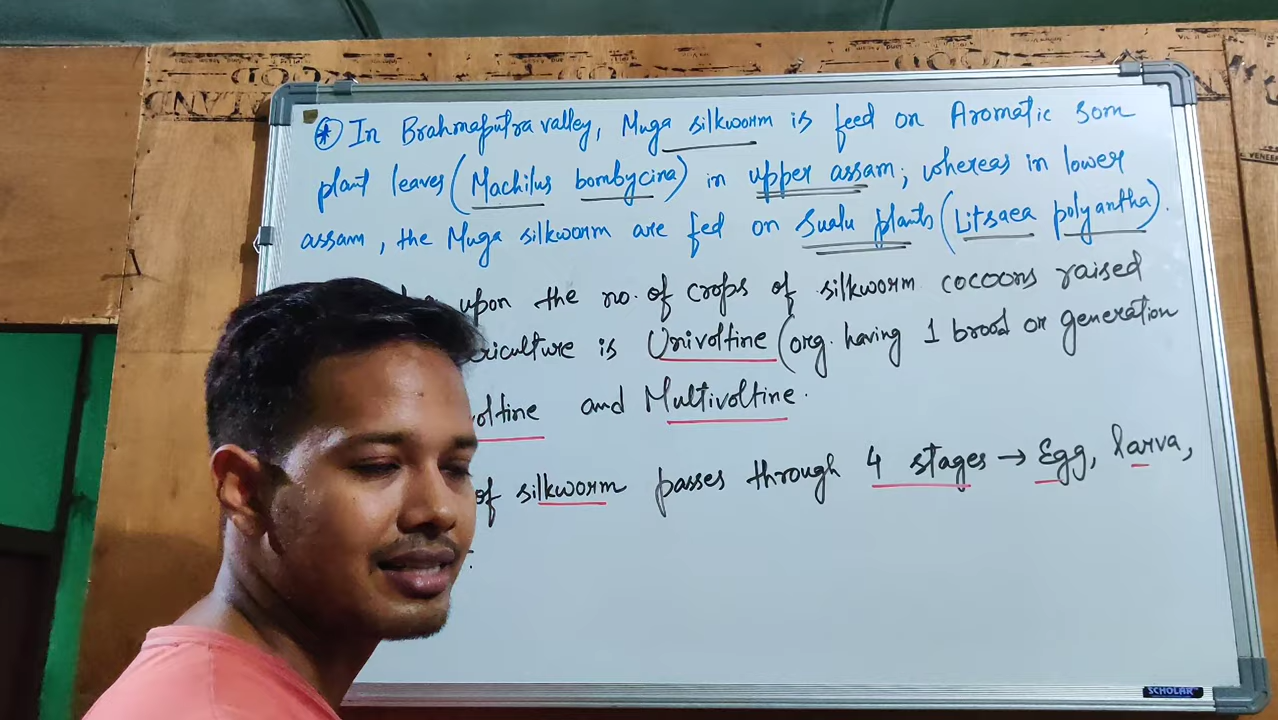 * In Brahmaputra valley, Muga silkworm is feed on Aromatic som
plant leaves (Machilus bombycina) in upper assam; whereas in lower
assam, the Muga silkworm are fed on Sualu plants (Litsaea polyantha).
upon the no. of crops of silkworm cocoons raised
riculture is Univoltine (org. having 1 brood or generation
oltine and Multivoltine.
of silkworm passes through 4 stages → Egg, larva,
SCHOLAR